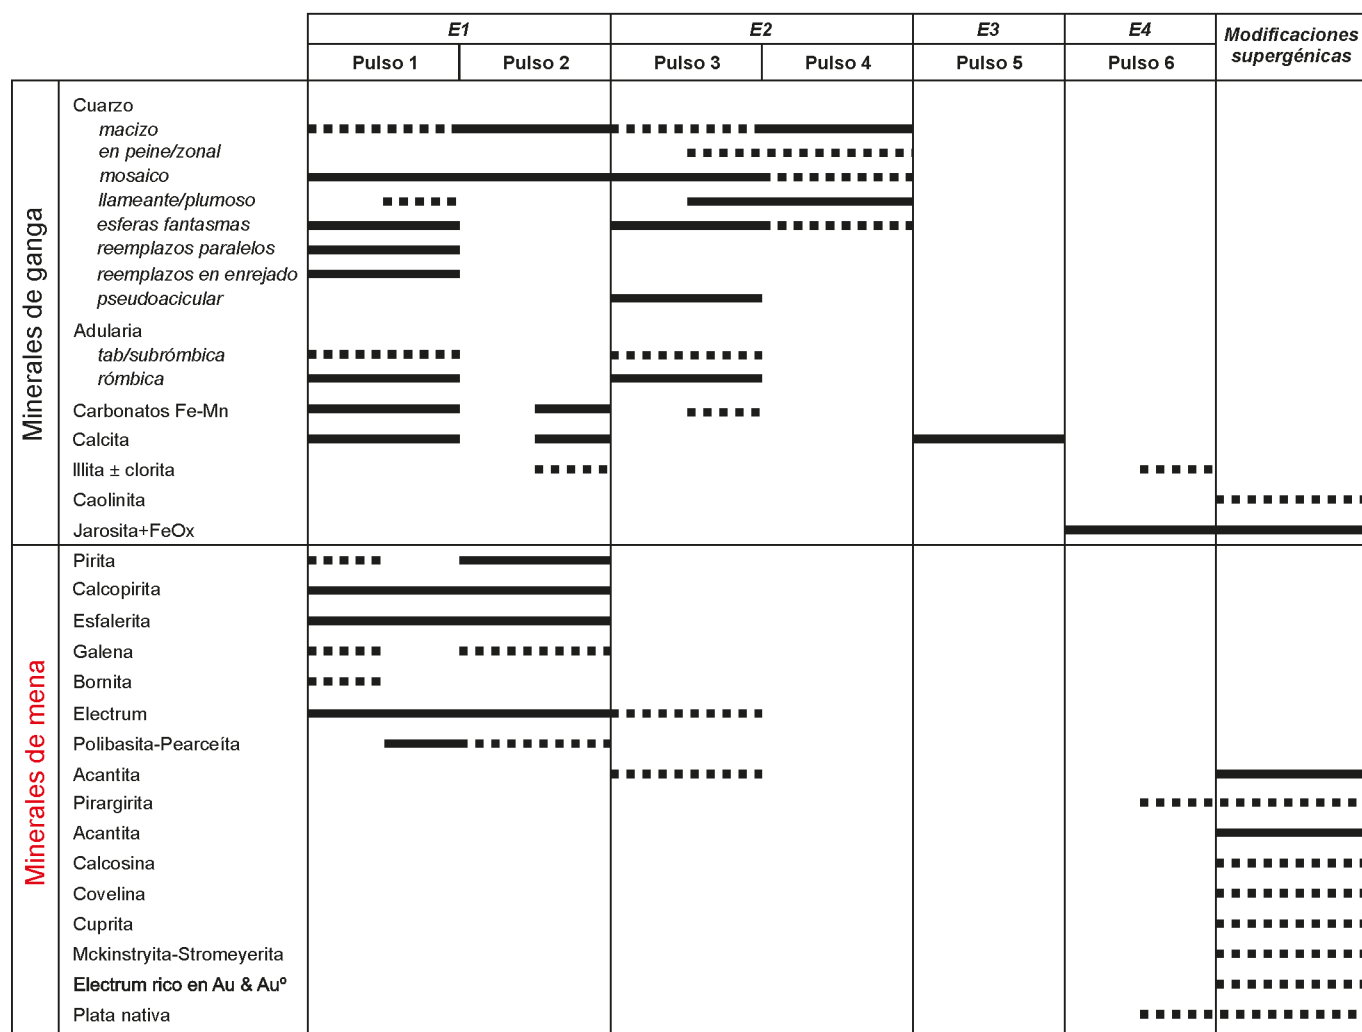 E1 E2 E3 E4 Modificaciones
supergénicas
Pulso 1 Pulso 2 Pulso 3 Pulso 4 Pulso 5 Pulso 6
Minerales de ganga
Cuarzo
macizo
en peine/zonal
mosaico
llameante/plumoso
esferas fantasmas
reemplazos paralelos
reemplazos en enrejado
pseudoacicular
Adularia
tab/subrómbica
rómbica
Carbonatos Fe-Mn
Calcita
Illita ± clorita
Caolinita
Jarosita+FeOx
Minerales de mena
Pirita
Calcopirita
Esfalerita
Galena
Bornita
Electrum
Polibasita-Pearceíta
Acantita
Pirargirita
Acantita
Calcosina
Covelina
Cuprita
Mckinstryita-Stromeyerita
Electrum rico en Au & Auº
Plata nativa